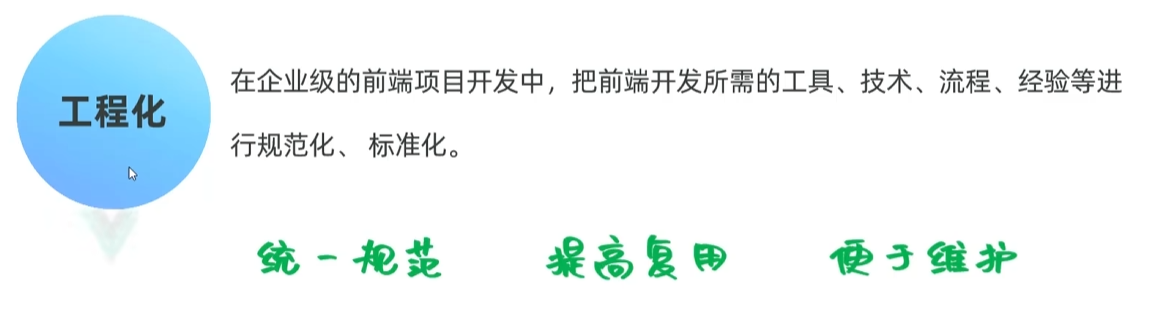 工程化
在企业级的前端项目开发中，把前端开发所需的工具、技术、流程、经验等进
行规范化、 标准化。
统一规范 提高复用 便于维护